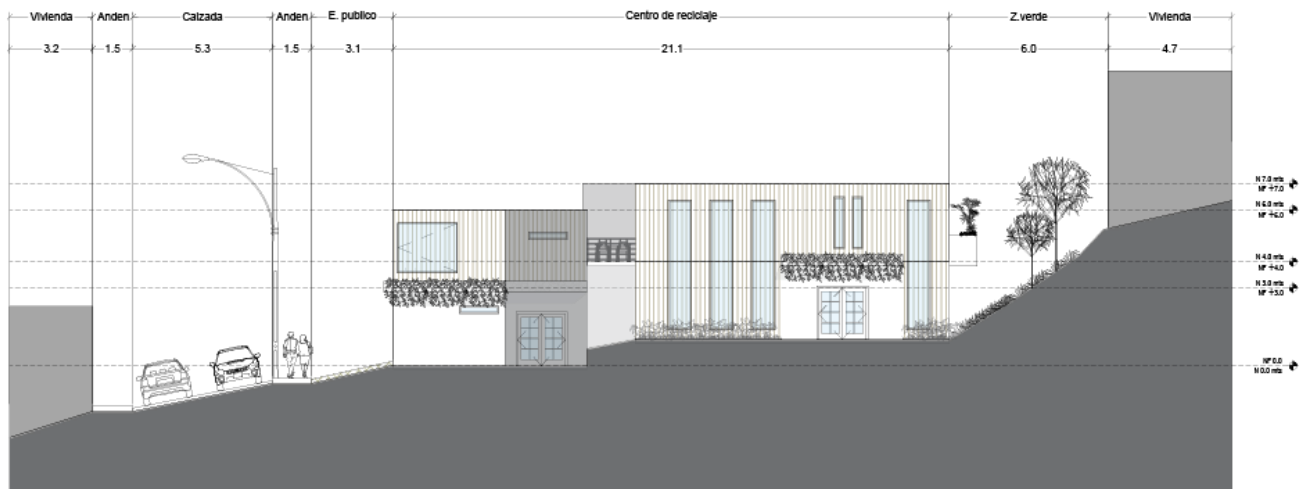 Vivienda Anden Calzada Anden E. publico Centro de reciclaje Z.verde Vivienda
3.2 1.5 5.3 1.5 3.1 21.1 6.0 4.7
N 7.0 mts
NF +7.0
N 6.0 mts
NF +6.0
N 4.0 mts
NF +4.0
N 3.0 mts
NF +3.0
NF 0.0
N 0.0 mts